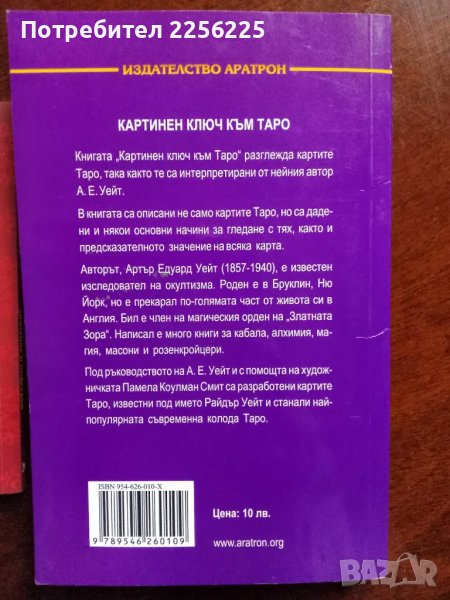 Потребител 2256225
ИЗДАТЕЛСТВО АРАТРОН
КАРТИНЕН КЛЮЧ КЪМ ТАРО
Книгата „Картинен ключ към Таро“ разглежда картите
Таро, така както те са интерпретирани от нейния автор
А. Е. Уейт.
В книгата са описани не само картите Таро, но са даде-
ни и някои основни начини за гледане с тях, както и
предсказателното значение на всяка карта.
Авторът, Артър Едуард Уейт (1857-1940), е известен
изследовател на окултизма. Роден е в Бруклин, Ню
Йорк, но е прекарал по-голямата част от живота си в
Англия. Бил е член на магическия орден на „Златната
Зора“. Написал е много книги за кабала, алхимия, ма-
гия, масони и розенкройцери.
Под ръководството на А. Е. Уейт и с помощта на худож-
ничката Памела Коулман Смит са разработени картите
Таро, известни под името Райдър Уейт и станали най-
популярната съвременна колода Таро.
ISBN 954-626-010-X
9 789546 260109
Цена: 10 лв.
www.aratron.org
BAZAR